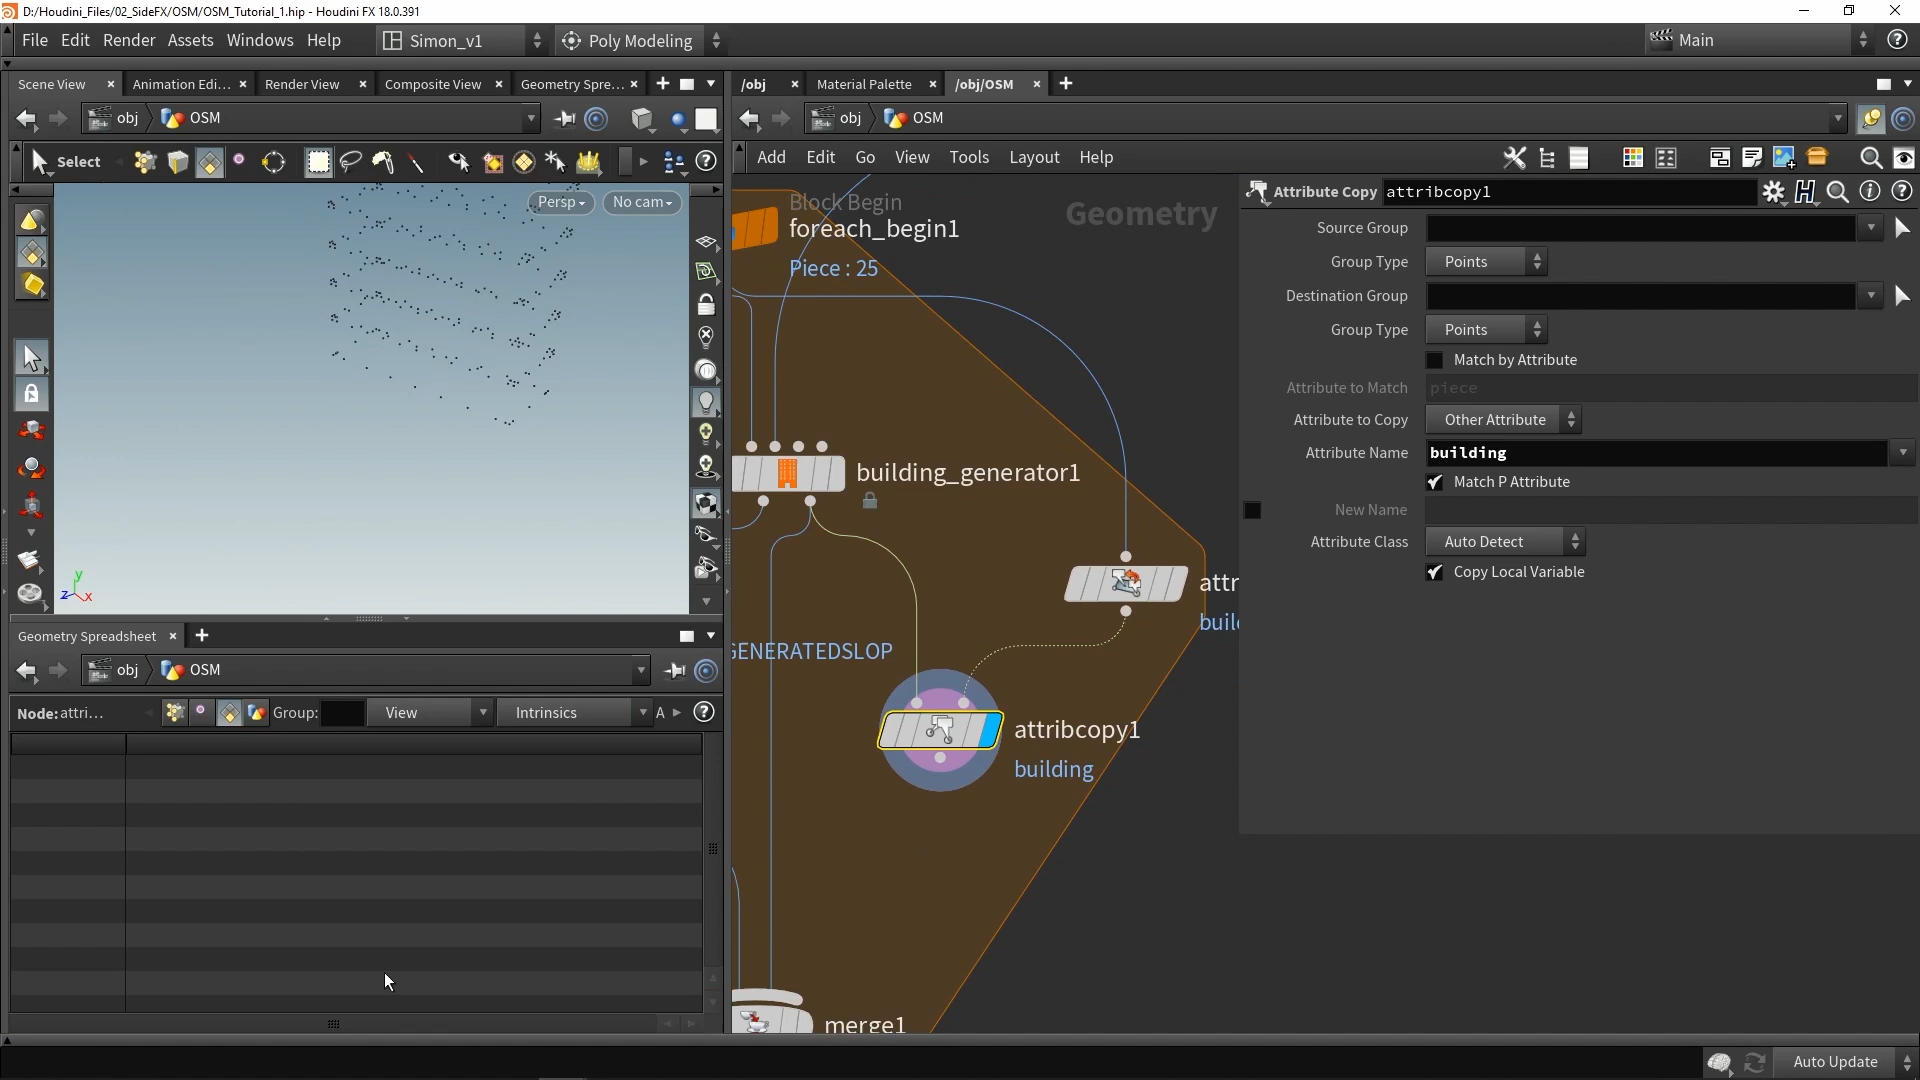 D:/Houdini_Files/02_SideFX/OSM/OSM_Tutorial_1.hip - Houdini FX 18.0.391
File Edit Render Assets Windows Help Simon_v1 Poly Modeling Main
Scene View Animation Edi... Render View Composite View Geometry Spre... /obj Material Palette /obj/OSM
obj OSM obj OSM
Select Add Edit Go View Tools Layout Help
Persp No cam
Geometry
Block Begin
foreach_begin1
Piece : 25
building_generator1
attr
buil
GENERATEDSLOP
attribcopy1
building
merge1
Attribute Copy attribcopy1
Source Group
Group Type Points
Destination Group
Group Type Points
Match by Attribute
Attribute to Match piece
Attribute to Copy Other Attribute
Attribute Name building
Match P Attribute
New Name
Attribute Class Auto Detect
Copy Local Variable
y
z x
Geometry Spreadsheet
obj OSM
Node:attri... Group: View Intrinsics A
Auto Update